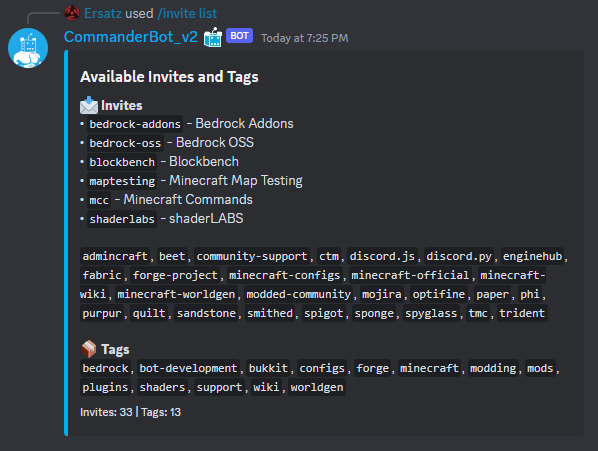 Ersatz used /invite list
CommanderBot_v2 BOT Today at 7:25 PM
Available Invites and Tags
Invites
• bedrock-addons - Bedrock Addons
• bedrock-oss - Bedrock OSS
• blockbench - Blockbench
• maptesting - Minecraft Map Testing
• mcc - Minecraft Commands
• shaderlabs - shaderLABS
admincraft, beet, community-support, ctm, discord.js, discord.py, enginehub,
fabric, forge-project, minecraft-configs, minecraft-official, minecraft-
wiki, minecraft-worldgen, modded-community, mojira, optifine, paper, phi,
purpur, quilt, sandstone, smithed, spigot, sponge, spyglass, tmc, trident
Tags
bedrock, bot-development, bukkit, configs, forge, minecraft, modding, mods,
plugins, shaders, support, wiki, worldgen
Invites: 33 | Tags: 13